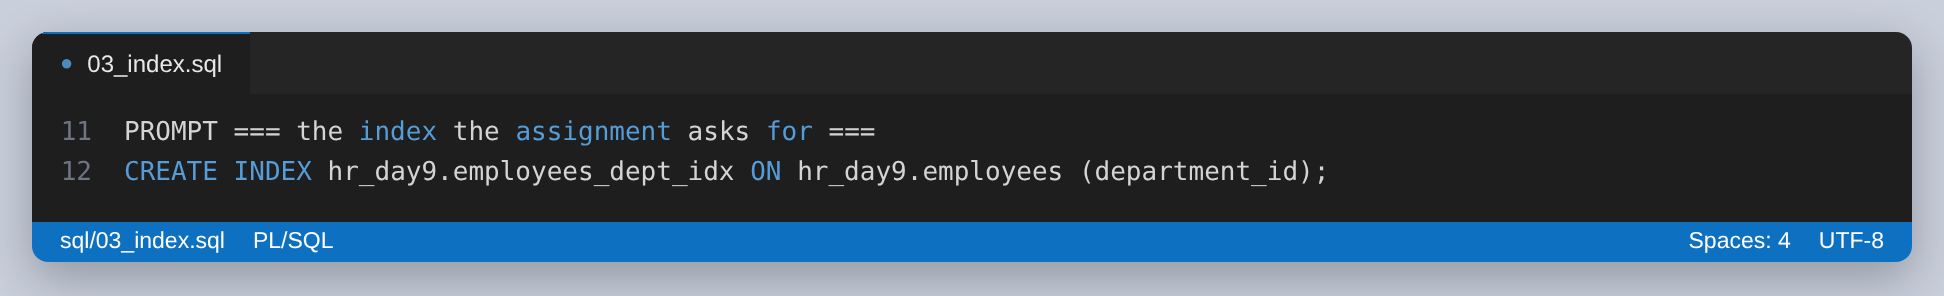 03_index.sql
11 PROMPT === the index the assignment asks for ===
12 CREATE INDEX hr_day9.employees_dept_idx ON hr_day9.employees (department_id);
sql/03_index.sql PL/SQL Spaces: 4 UTF-8